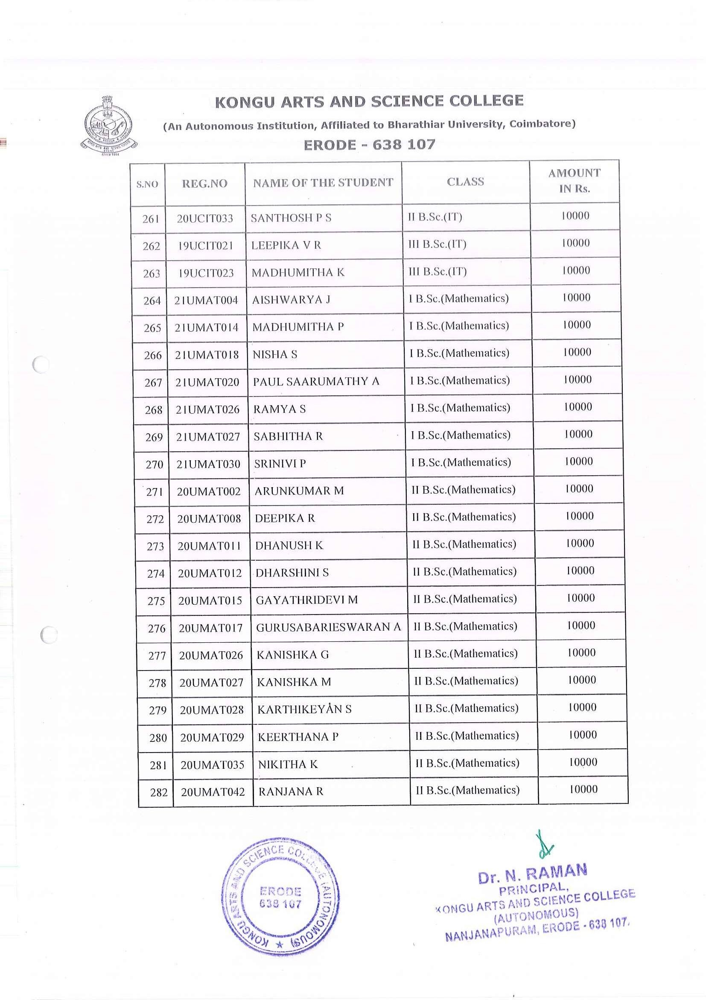 KONGU ARTS AND SCIENCE COLLEGE
(An Autonomous Institution, Affiliated to Bharathiar University, Coimbatore)
ERODE - 638 107
KONGU ARTS AND SCIENCE COLLEGE
ERODE
Since 1994
S.NO REG.NO NAME OF THE STUDENT CLASS AMOUNT IN Rs.
261 20UCIT033 SANTHOSH P S II B.Sc.(IT) 10000
262 19UCIT021 LEEPIKA V R III B.Sc.(IT) 10000
263 19UCIT023 MADHUMITHA K III B.Sc.(IT) 10000
264 21UMAT004 AISHWARYA J I B.Sc.(Mathematics) 10000
265 21UMAT014 MADHUMITHA P I B.Sc.(Mathematics) 10000
266 21UMAT018 NISHA S I B.Sc.(Mathematics) 10000
267 21UMAT020 PAUL SAARUMATHY A I B.Sc.(Mathematics) 10000
268 21UMAT026 RAMYA S I B.Sc.(Mathematics) 10000
269 21UMAT027 SABHITHA R I B.Sc.(Mathematics) 10000
270 21UMAT030 SRINIVI P I B.Sc.(Mathematics) 10000
271 20UMAT002 ARUNKUMAR M II B.Sc.(Mathematics) 10000
272 20UMAT008 DEEPIKA R II B.Sc.(Mathematics) 10000
273 20UMAT011 DHANUSH K II B.Sc.(Mathematics) 10000
274 20UMAT012 DHARSHINI S II B.Sc.(Mathematics) 10000
275 20UMAT015 GAYATHRIDEVI M II B.Sc.(Mathematics) 10000
276 20UMAT017 GURUSABARIESWARAN A II B.Sc.(Mathematics) 10000
277 20UMAT026 KANISHKA G II B.Sc.(Mathematics) 10000
278 20UMAT027 KANISHKA M II B.Sc.(Mathematics) 10000
279 20UMAT028 KARTHIKEYAN S II B.Sc.(Mathematics) 10000
280 20UMAT029 KEERTHANA P II B.Sc.(Mathematics) 10000
281 20UMAT035 NIKITHA K II B.Sc.(Mathematics) 10000
282 20UMAT042 RANJANA R II B.Sc.(Mathematics) 10000
KONGU ARTS AND SCIENCE COLLEGE (AUTONOMOUS)
ERODE
638 107
Dr. N. RAMAN
PRINCIPAL,
KONGU ARTS AND SCIENCE COLLEGE
(AUTONOMOUS)
NANJANAPURAM, ERODE - 638 107.